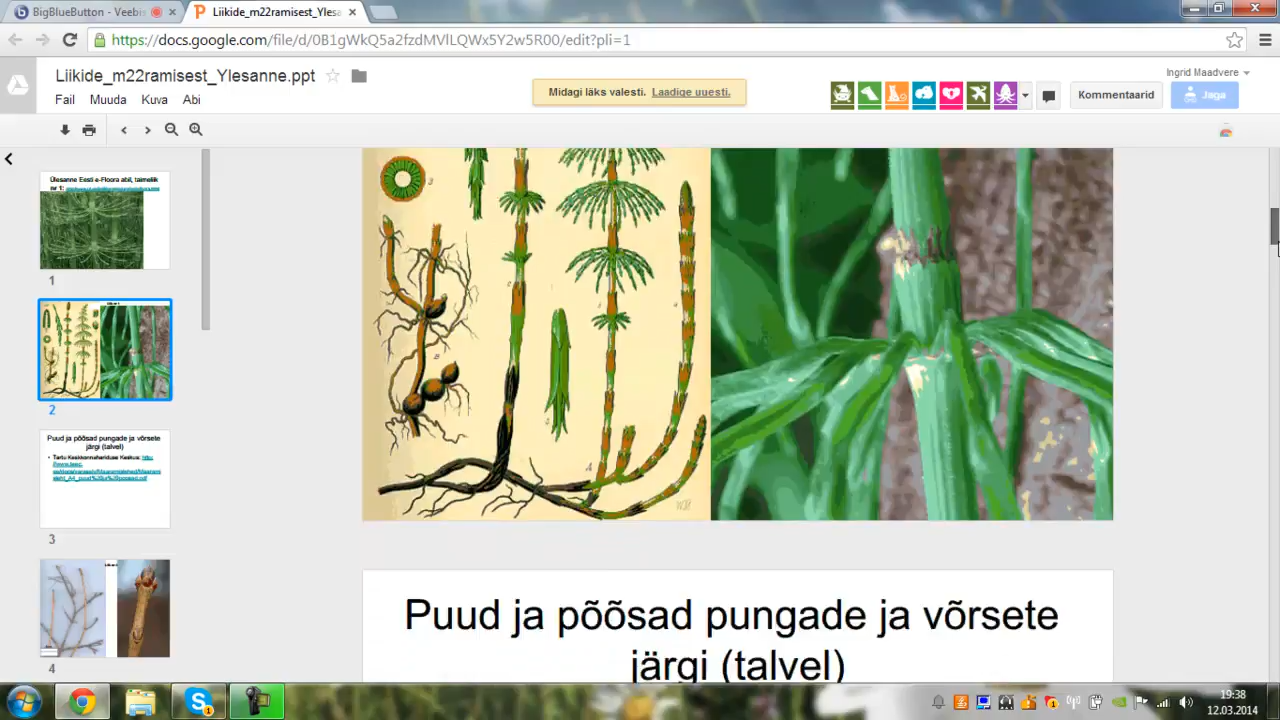 BigBlueButton - Veebis
Liikide_m22ramisest_Ylesa
https://docs.google.com/file/d/0B1gWkQ5a2fzdMVlLQWx5Y2w5R00/edit?pli=1
Liikide_m22ramisest_Ylesanne.ppt
Ingrid Maadvere
Midagi läks valesti. Laadige uuesti.
Kommentaarid
Jaga
Fail Muuda Kuva Abi
Ülesanne Eesti e-Floora abil, taimeliik
nr 1:
1
2
Puud ja põõsad pungade ja võrsete
järgi (talvel)
Tartu Keskkonnahariduse Keskus:
3
4
Puud ja põõsad pungade ja võrsete
järgi (talvel)
19:38
12.03.2014